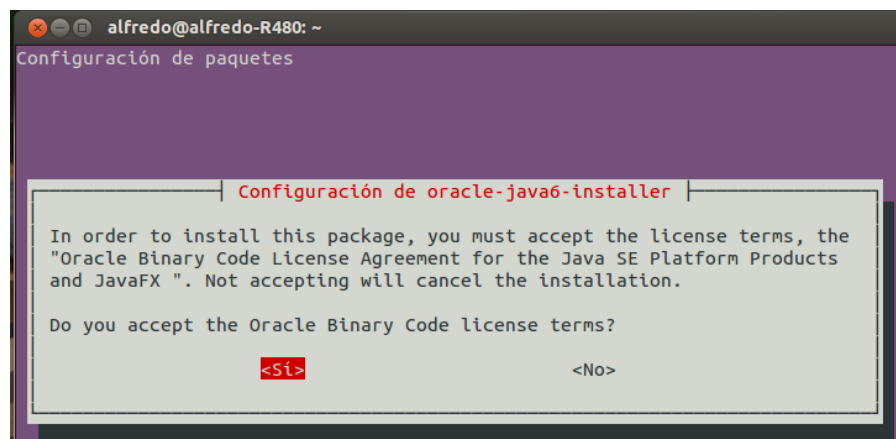 alfredo@alfredo-R480: ~
Configuración de paquetes
Configuración de oracle-java6-installer
In order to install this package, you must accept the license terms, the
"Oracle Binary Code License Agreement for the Java SE Platform Products
and JavaFX ". Not accepting will cancel the installation.
Do you accept the Oracle Binary Code license terms?
<Sí> <No>